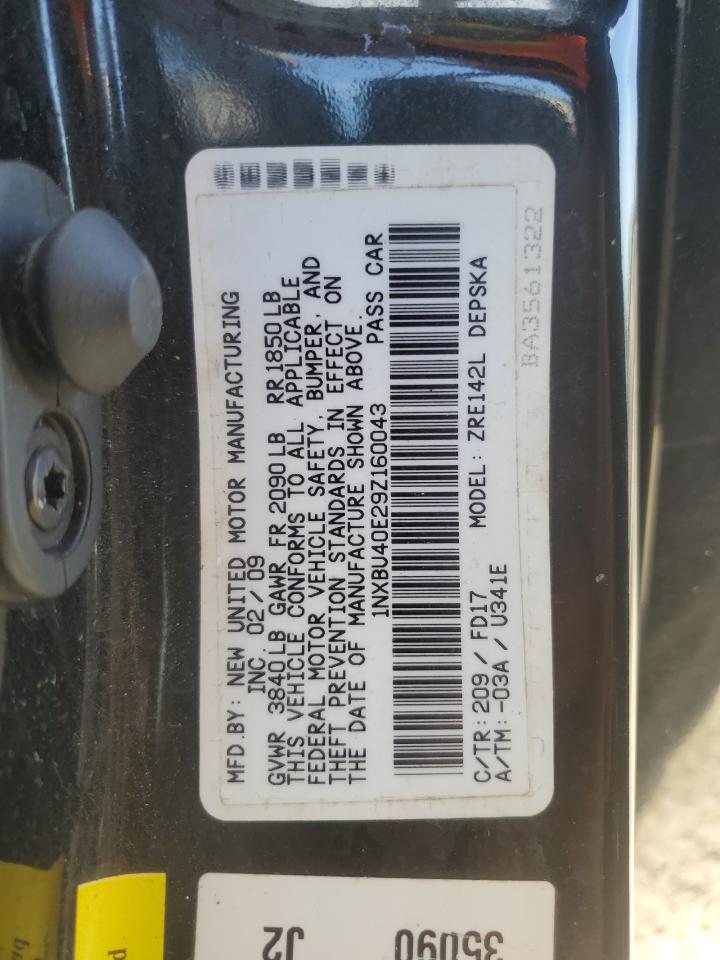 MFD.BY: NEW UNITED MOTOR MANUFACTURING
INC. 02/09
GVWR 3840LB GAWR FR 2090LB RR1850LB
THIS VEHICLE CONFORMS TO ALL APPLICABLE
FEDERAL MOTOR VEHICLE SAFETY, BUMPER, AND
THEFT PREVENTION STANDARDS IN EFFECT ON
THE DATE OF MANUFACTURE SHOWN ABOVE.
1NXBU40E29Z160043 PASS CAR
C/TR: 209/FD17 MODEL: ZRE142L DEPSKA
A/TM: -03A/U341E
BA3561322
35090
J2